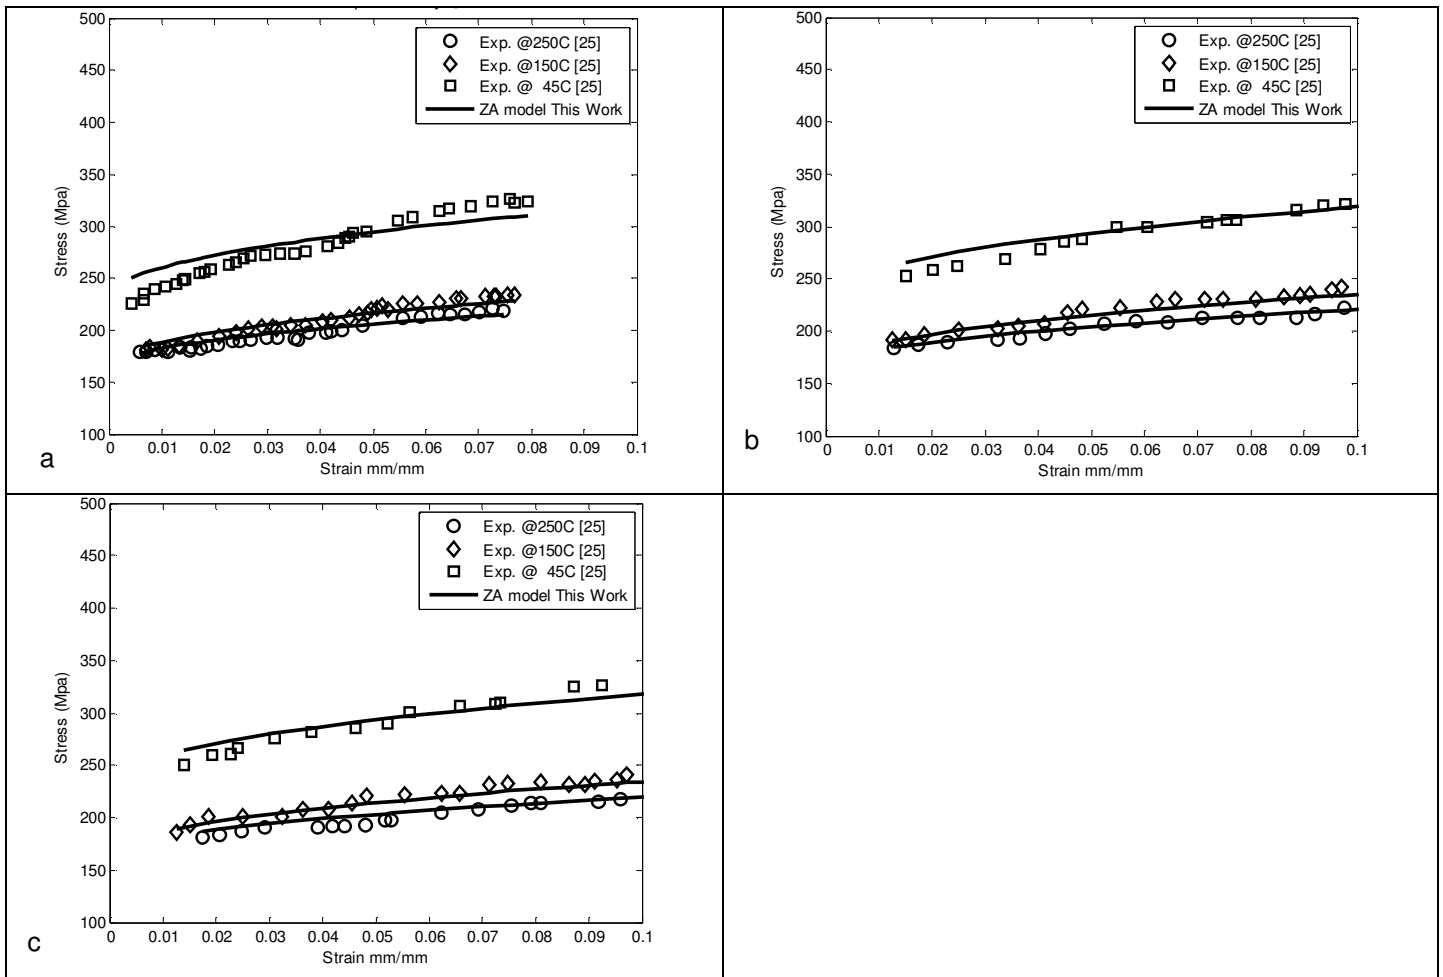 500
450
400
350
300
250
200
150
100
Stress (Mpa)
Exp. @250C [25]
Exp. @150C [25]
Exp. @ 45C [25]
ZA model This Work
0 0.01 0.02 0.03 0.04 0.05 0.06 0.07 0.08 0.09 0.1
Strain mm/mm
a
500
450
400
350
300
250
200
150
100
Stress (Mpa)
Exp. @250C [25]
Exp. @150C [25]
Exp. @ 45C [25]
ZA model This Work
0 0.01 0.02 0.03 0.04 0.05 0.06 0.07 0.08 0.09 0.1
Strain mm/mm
b
500
450
400
350
300
250
200
150
100
Stress (Mpa)
Exp. @250C [25]
Exp. @150C [25]
Exp. @ 45C [25]
ZA model This Work
0 0.01 0.02 0.03 0.04 0.05 0.06 0.07 0.08 0.09 0.1
Strain mm/mm
c